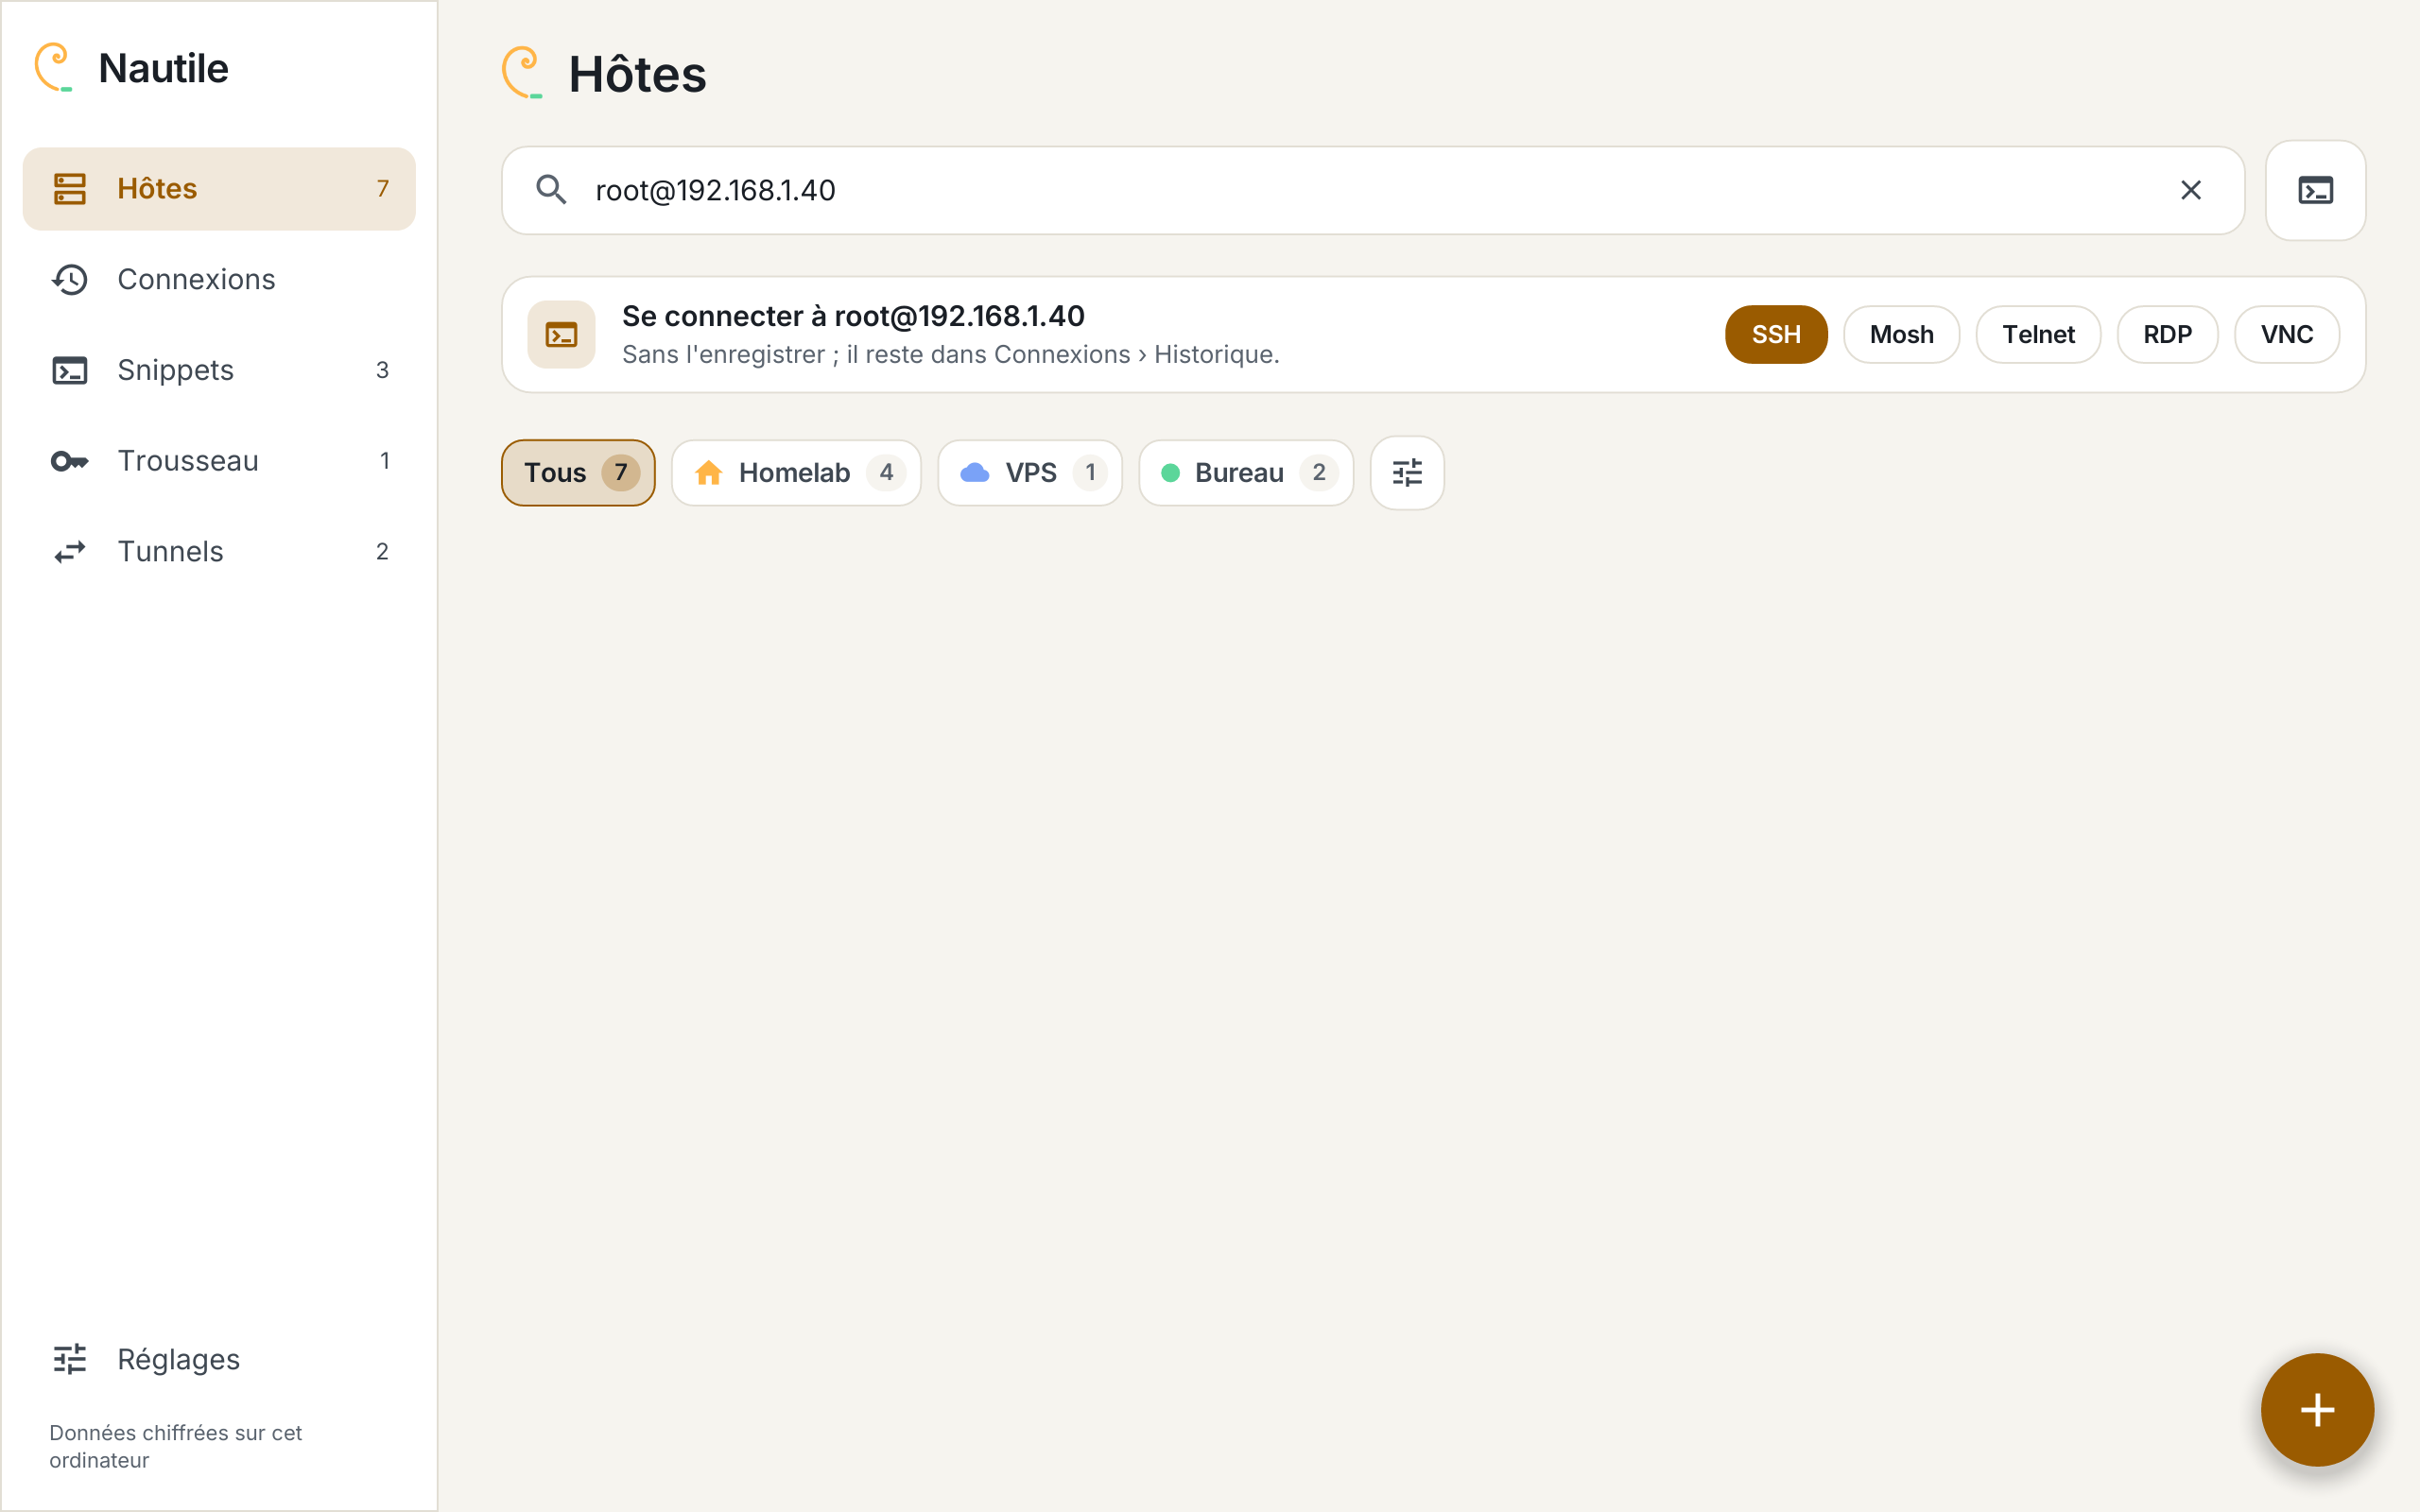 Nautile
Hôtes 7
Connexions
Snippets 3
Trousseau 1
Tunnels 2
Réglages
Données chiffrées sur cet
ordinateur
Hôtes
root@192.168.1.40
Se connecter à root@192.168.1.40
Sans l'enregistrer ; il reste dans Connexions › Historique.
SSH Mosh Telnet RDP VNC
Tous 7 Homelab 4 VPS 1 Bureau 2